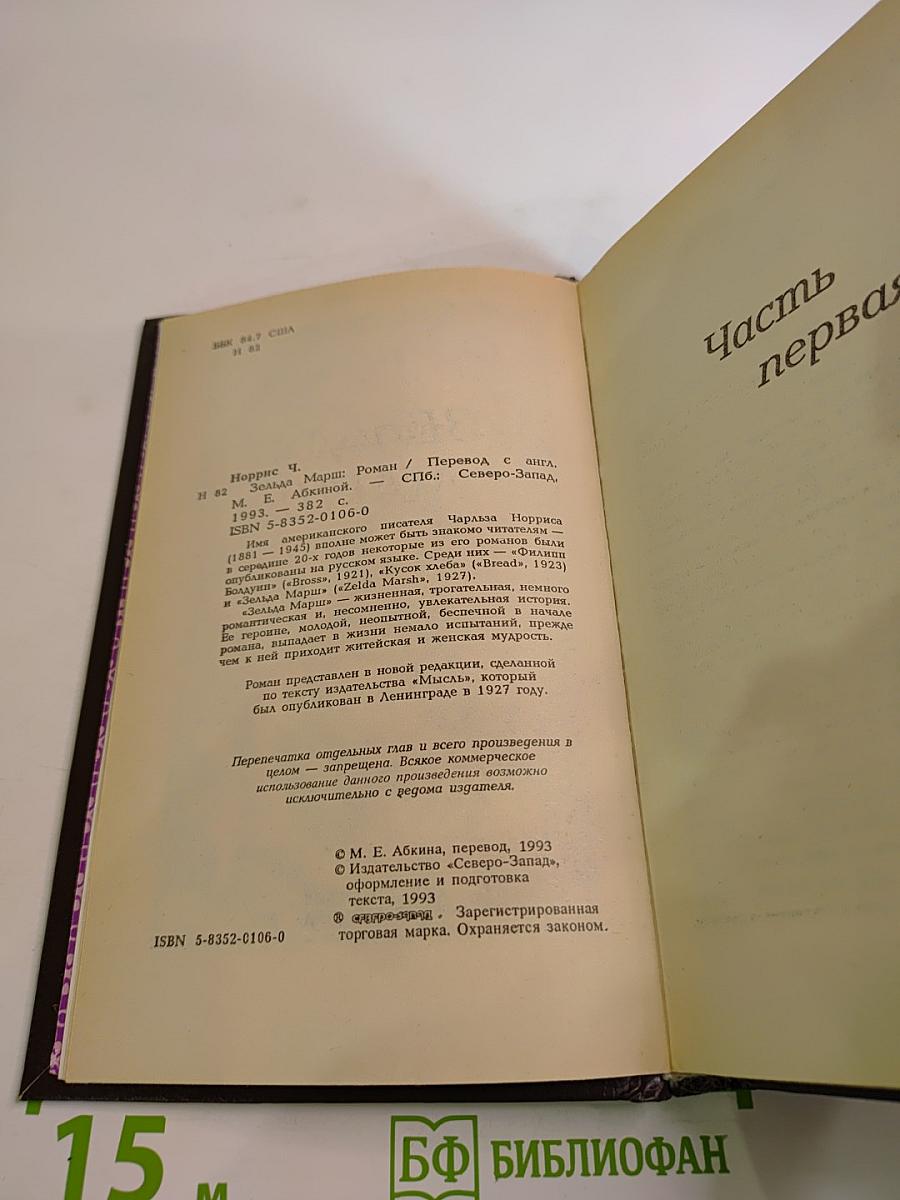 ББК 84.7 США
Н 82
Норрис Ч.
Н 82 Зельда Марш: Роман / Перевод с англ.
М. Е. Абкиной. — СПб.: Северо-Запад,
1993. — 382 с.
ISBN 5-8352-0106-0
Имя американского писателя Чарльза Норриса
(1881 — 1945) вполне может быть знакомо читателям —
в середине 20-х годов некоторые из его романов были
опубликованы на русском языке. Среди них — «Филипп
Болдуин» («Bross», 1921), «Кусок хлеба» («Bread», 1923)
и «Зельда Марш» («Zelda Marsh», 1927).
«Зельда Марш» — жизненная, трогательная, немного
романтическая и, несомненно, увлекательная история.
Ее героине, молодой, неопытной, беспечной в начале
романа, выпадает в жизни немало испытаний, прежде
чем к ней приходит житейская и женская мудрость.
Роман представлен в новой редакции, сделанной
по тексту издательства «Мысль», который
был опубликован в Ленинграде в 1927 году.
Перепечатка отдельных глав и всего произведения в
целом — запрещена. Всякое коммерческое
использование данного произведения возможно
исключительно с ведома издателя.
© М. Е. Абкина, перевод, 1993
© Издательство «Северо-Запад»,
оформление и подготовка
текста, 1993
® северо-запад. Зарегистрированная
торговая марка. Охраняется законом.
ISBN 5-8352-0106-0
Часть
первая
15 м
БФ БИБЛИОФАН